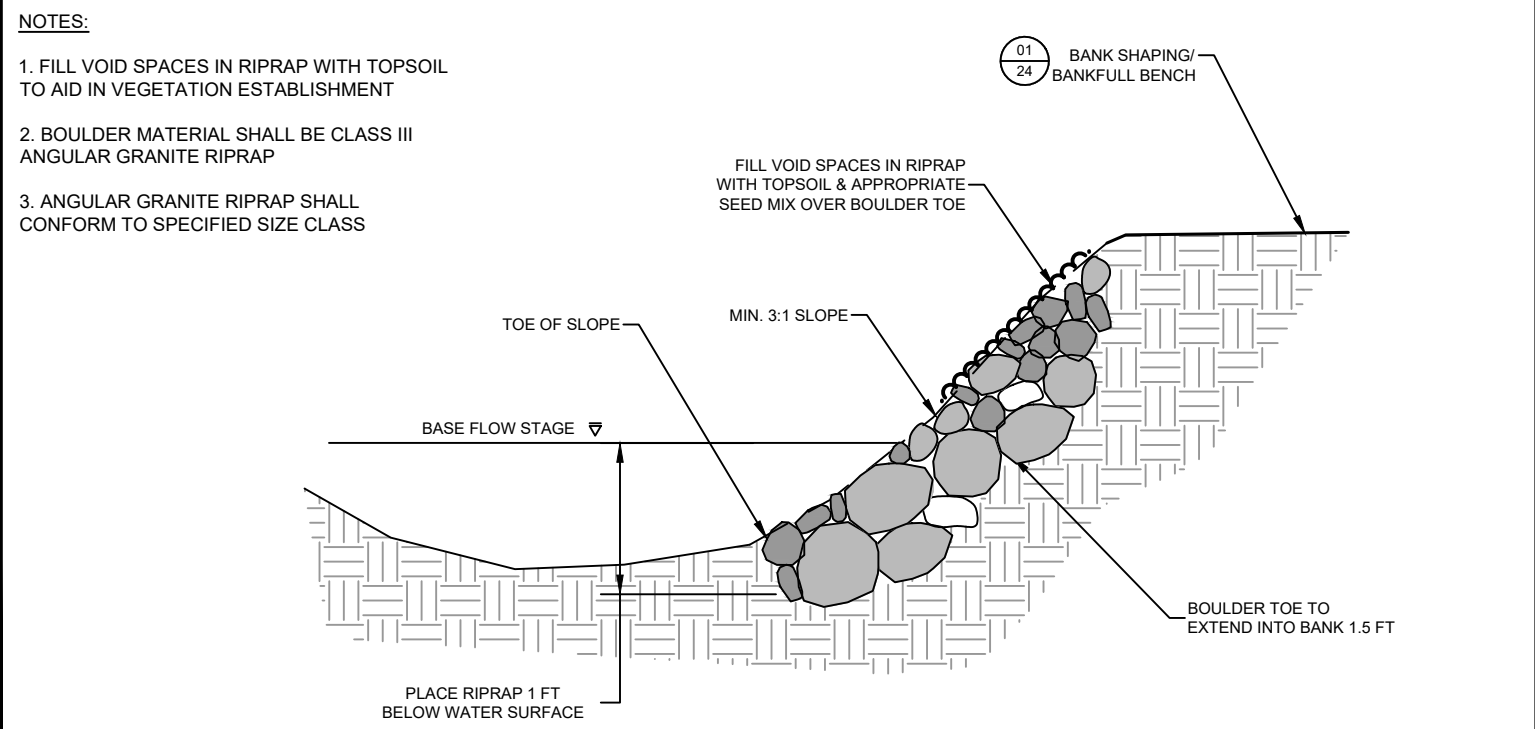 NOTES:
1. FILL VOID SPACES IN RIPRAP WITH TOPSOIL
TO AID IN VEGETATION ESTABLISHMENT
2. BOULDER MATERIAL SHALL BE CLASS III
ANGULAR GRANITE RIPRAP
3. ANGULAR GRANITE RIPRAP SHALL
CONFORM TO SPECIFIED SIZE CLASS
01
24
BANK SHAPING/
BANKFULL BENCH
FILL VOID SPACES IN RIPRAP
WITH TOPSOIL & APPROPRIATE
SEED MIX OVER BOULDER TOE
TOE OF SLOPE
MIN. 3:1 SLOPE
BASE FLOW STAGE
BOULDER TOE TO
EXTEND INTO BANK 1.5 FT
PLACE RIPRAP 1 FT
BELOW WATER SURFACE